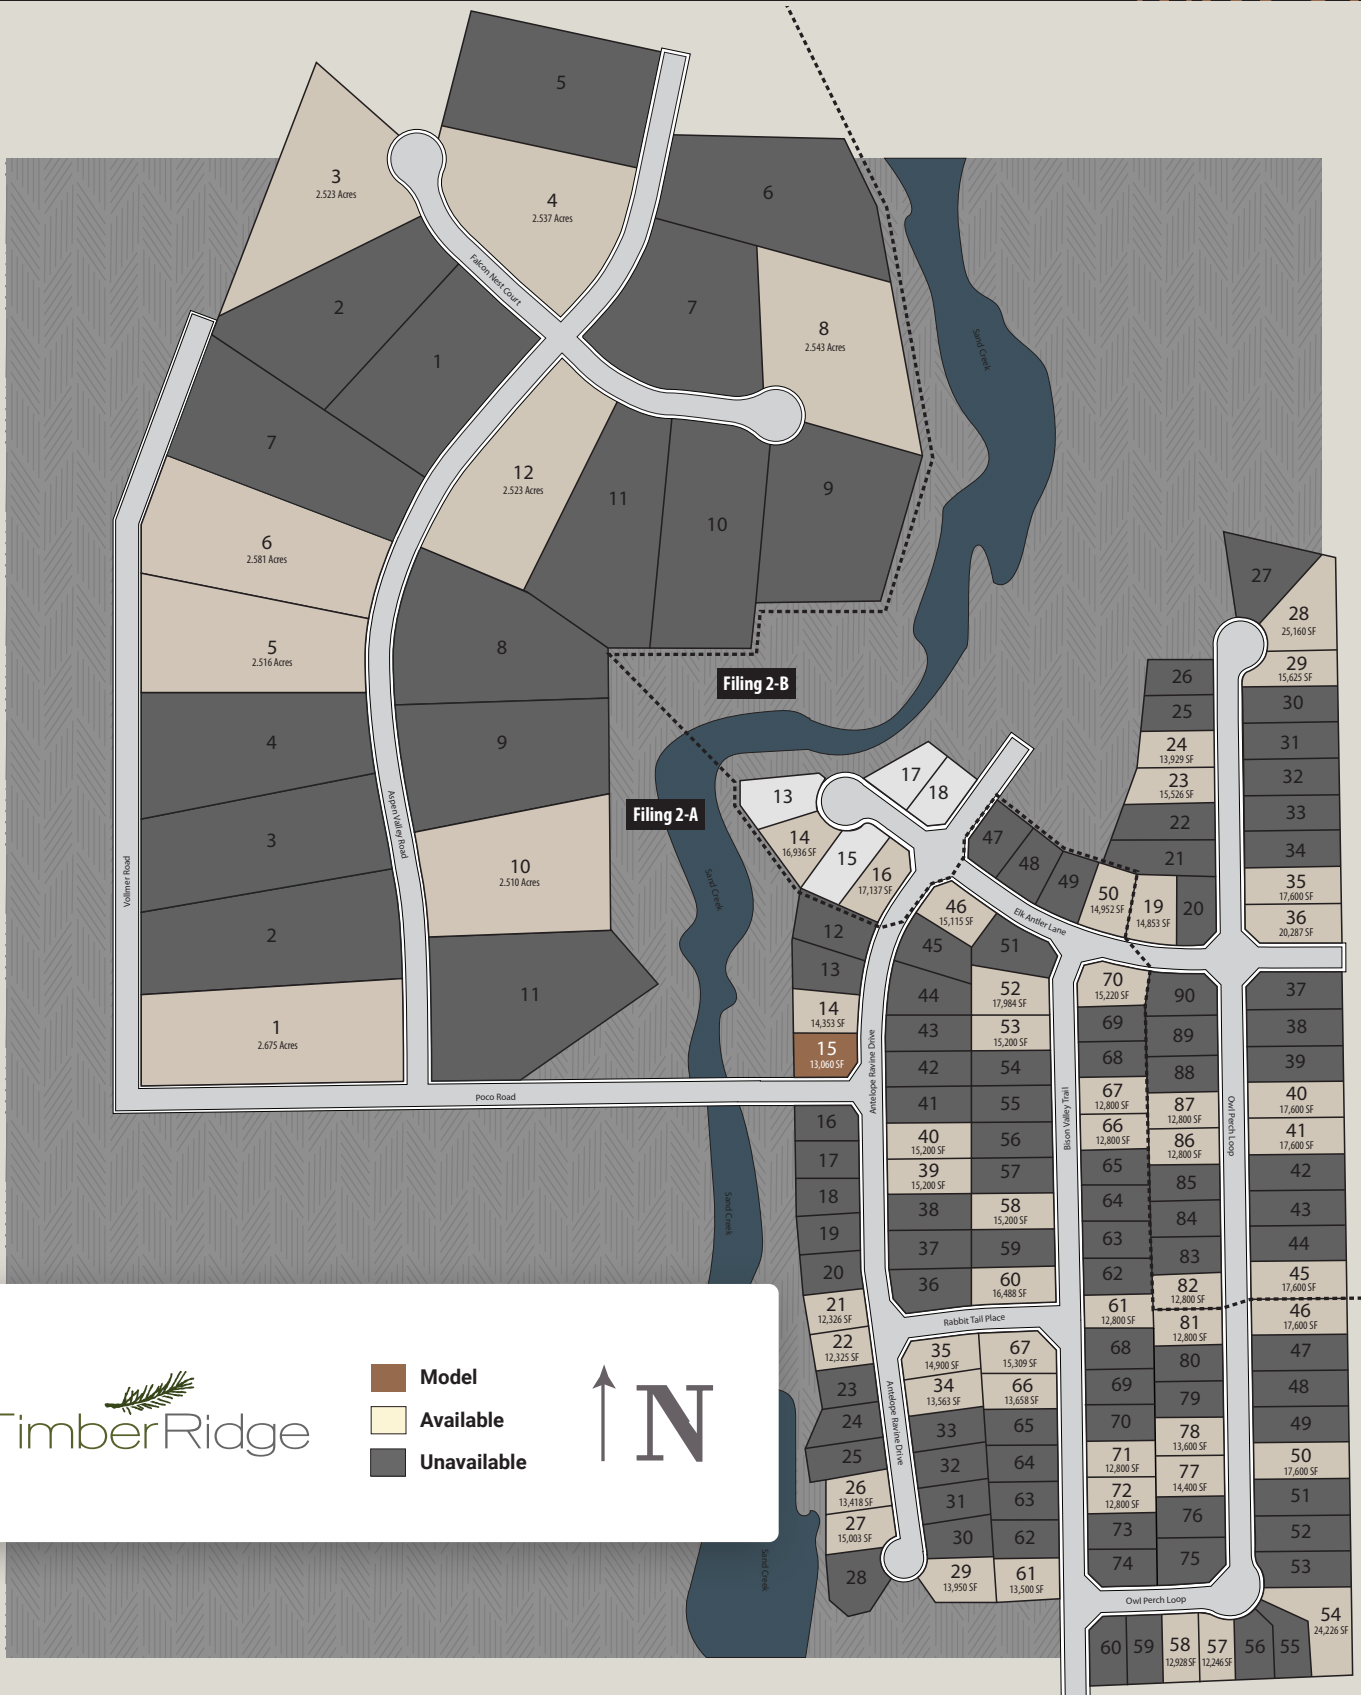 5
3
2.523 Acres
4
2.537 Acres
6
Falcon Nest Court
2
7
8
2.543 Acres
Sand Creek
1
7
12
2.523 Acres
11
9
10
6
2.581 Acres
5
2.516 Acres
8
Filing 2-B
4
9
Filing 2-A
3
Aspen Valley Road
Vollmer Road
10
2.510 Acres
2
11
1
2.675 Acres
Poco Road
Sand Creek
Sand Creek
Sand Creek
17
18
13
14
16,936 SF
15
16
17,137 SF
47
48
49
50
14,952 SF
19
14,853 SF
20
27
28
25,160 SF
29
15,625 SF
26
30
25
31
24
13,929 SF
32
23
15,526 SF
33
22
34
21
35
17,600 SF
36
20,287 SF
46
15,115 SF
Elk Antler Lane
12
45
51
13
44
52
17,984 SF
70
15,220 SF
90
37
14
14,353 SF
43
53
15,200 SF
69
89
38
15
13,060 SF
42
54
68
88
39
Antelope Ravine Drive
41
55
Bison Valley Trail
67
12,800 SF
87
12,800 SF
Owl Perch Loop
40
17,600 SF
16
40
15,200 SF
56
66
12,800 SF
86
12,800 SF
41
17,600 SF
17
39
15,200 SF
57
65
85
42
18
38
58
15,200 SF
64
84
43
19
37
59
63
83
44
20
36
60
16,488 SF
62
82
12,800 SF
45
17,600 SF
21
12,326 SF
Rabbit Tail Place
61
12,800 SF
81
12,800 SF
46
17,600 SF
22
12,325 SF
35
14,900 SF
67
15,309 SF
68
80
47
23
34
13,563 SF
66
13,658 SF
69
79
48
24
Antelope Ravine Drive
33
65
70
78
13,600 SF
49
25
32
64
71
12,800 SF
77
14,400 SF
50
17,600 SF
26
13,418 SF
31
63
72
12,800 SF
76
51
27
15,003 SF
30
62
73
52
28
29
13,950 SF
61
13,500 SF
74
75
53
Owl Perch Loop
54
24,226 SF
60
59
58
12,928 SF
57
12,246 SF
56
55
TimberRidge
Model
Available
Unavailable
N